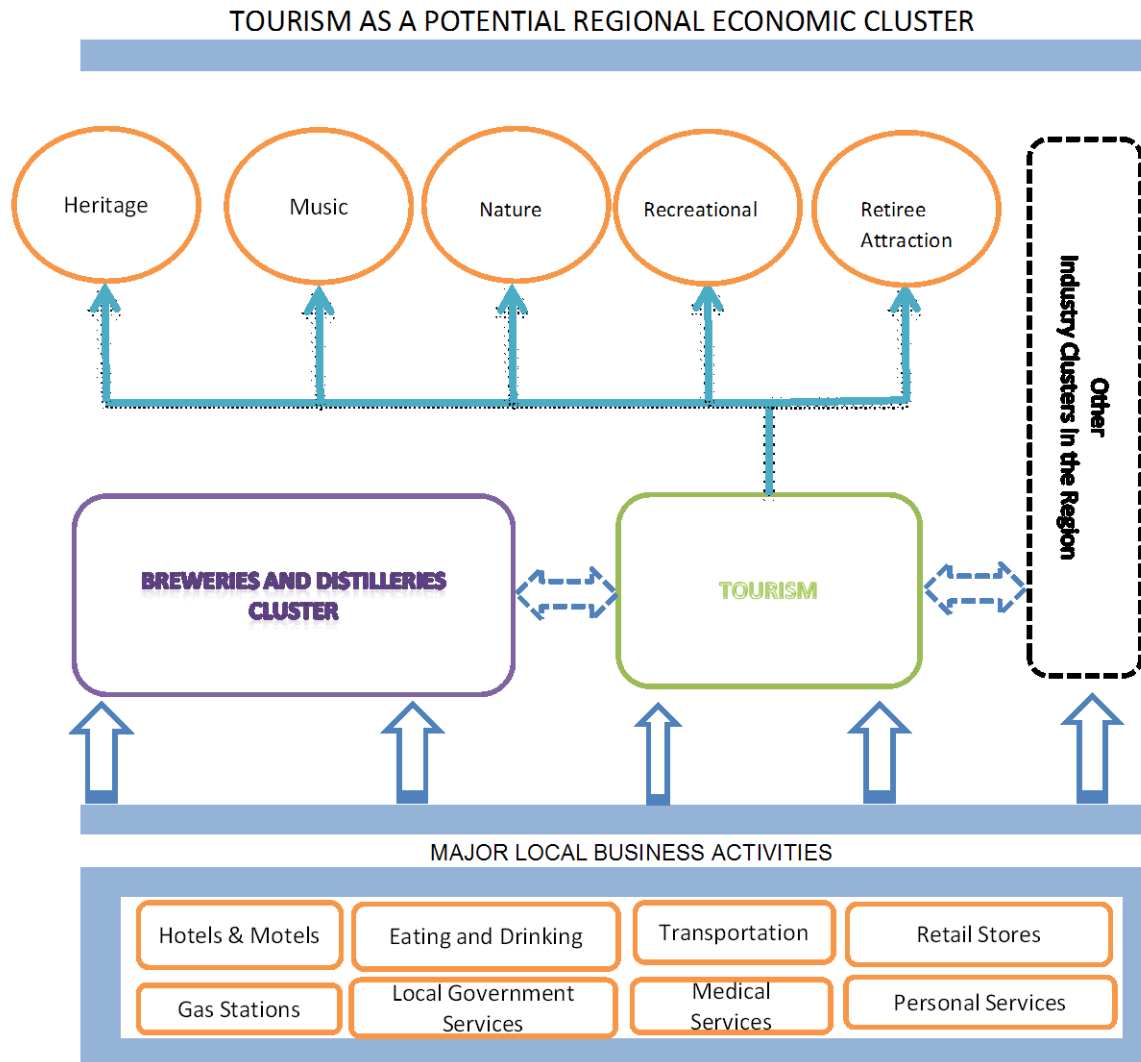 TOURISM AS A POTENTIAL REGIONAL ECONOMIC CLUSTER
Heritage
Music
Nature
Recreational
Retiree
Attraction
Other
Industry Clusters in the Region
BREWERIES AND DISTILLERIES
CLUSTER
TOURISM
MAJOR LOCAL BUSINESS ACTIVITIES
Hotels & Motels
Eating and Drinking
Transportation
Retail Stores
Gas Stations
Local Government
Services
Medical
Services
Personal Services